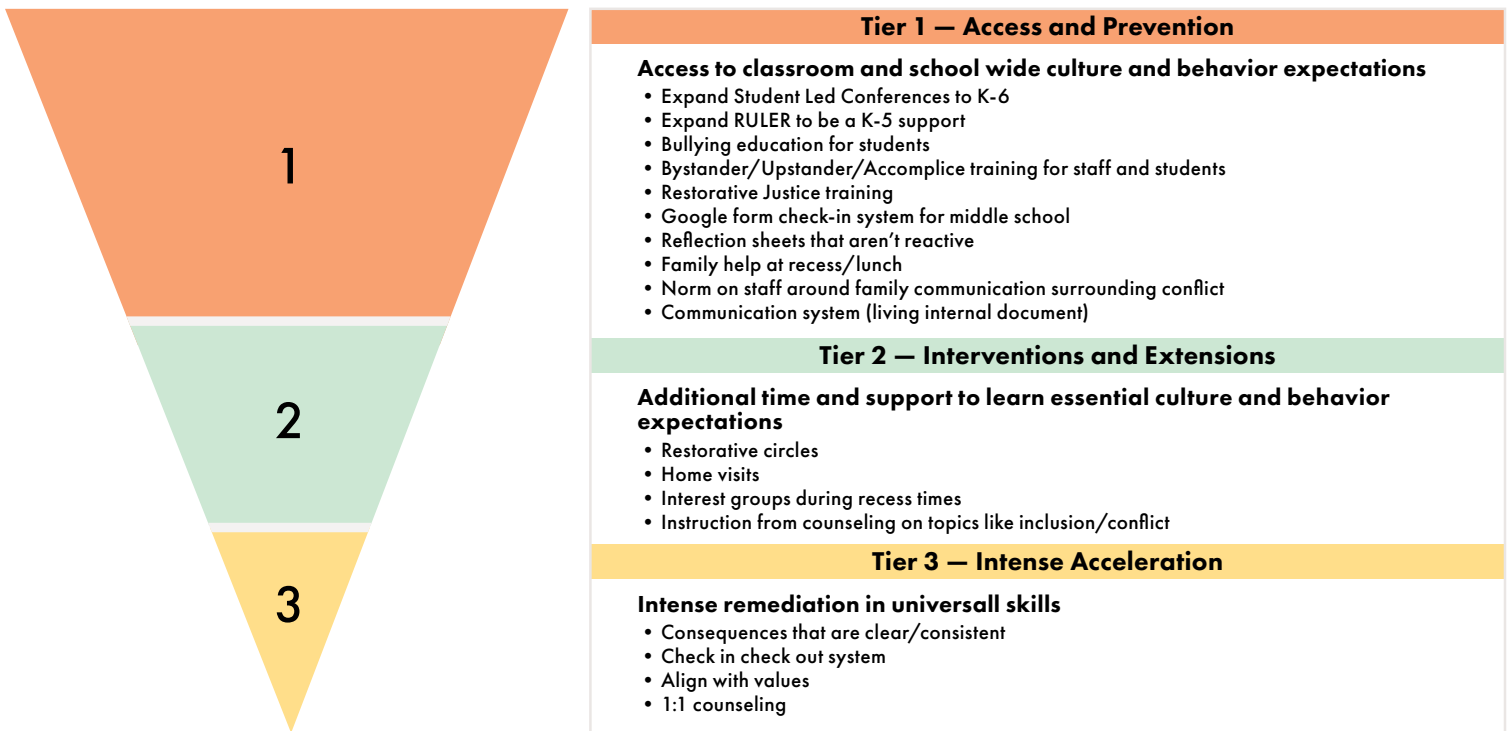 1
2
3
Tier 1 — Access and Prevention
Access to classroom and school wide culture and behavior expectations
• Expand Student Led Conferences to K-6
• Expand RULER to be a K-5 support
• Bullying education for students
• Bystander/Upstander/Accomplice training for staff and students
• Restorative Justice training
• Google form check-in system for middle school
• Reflection sheets that aren’t reactive
• Family help at recess/lunch
• Norm on staff around family communication surrounding conflict
• Communication system (living internal document)
Tier 2 — Interventions and Extensions
Additional time and support to learn essential culture and behavior
expectations
• Restorative circles
• Home visits
• Interest groups during recess times
• Instruction from counseling on topics like inclusion/conflict
Tier 3 — Intense Acceleration
Intense remediation in universall skills
• Consequences that are clear/consistent
• Check in check out system
• Align with values
• 1:1 counseling